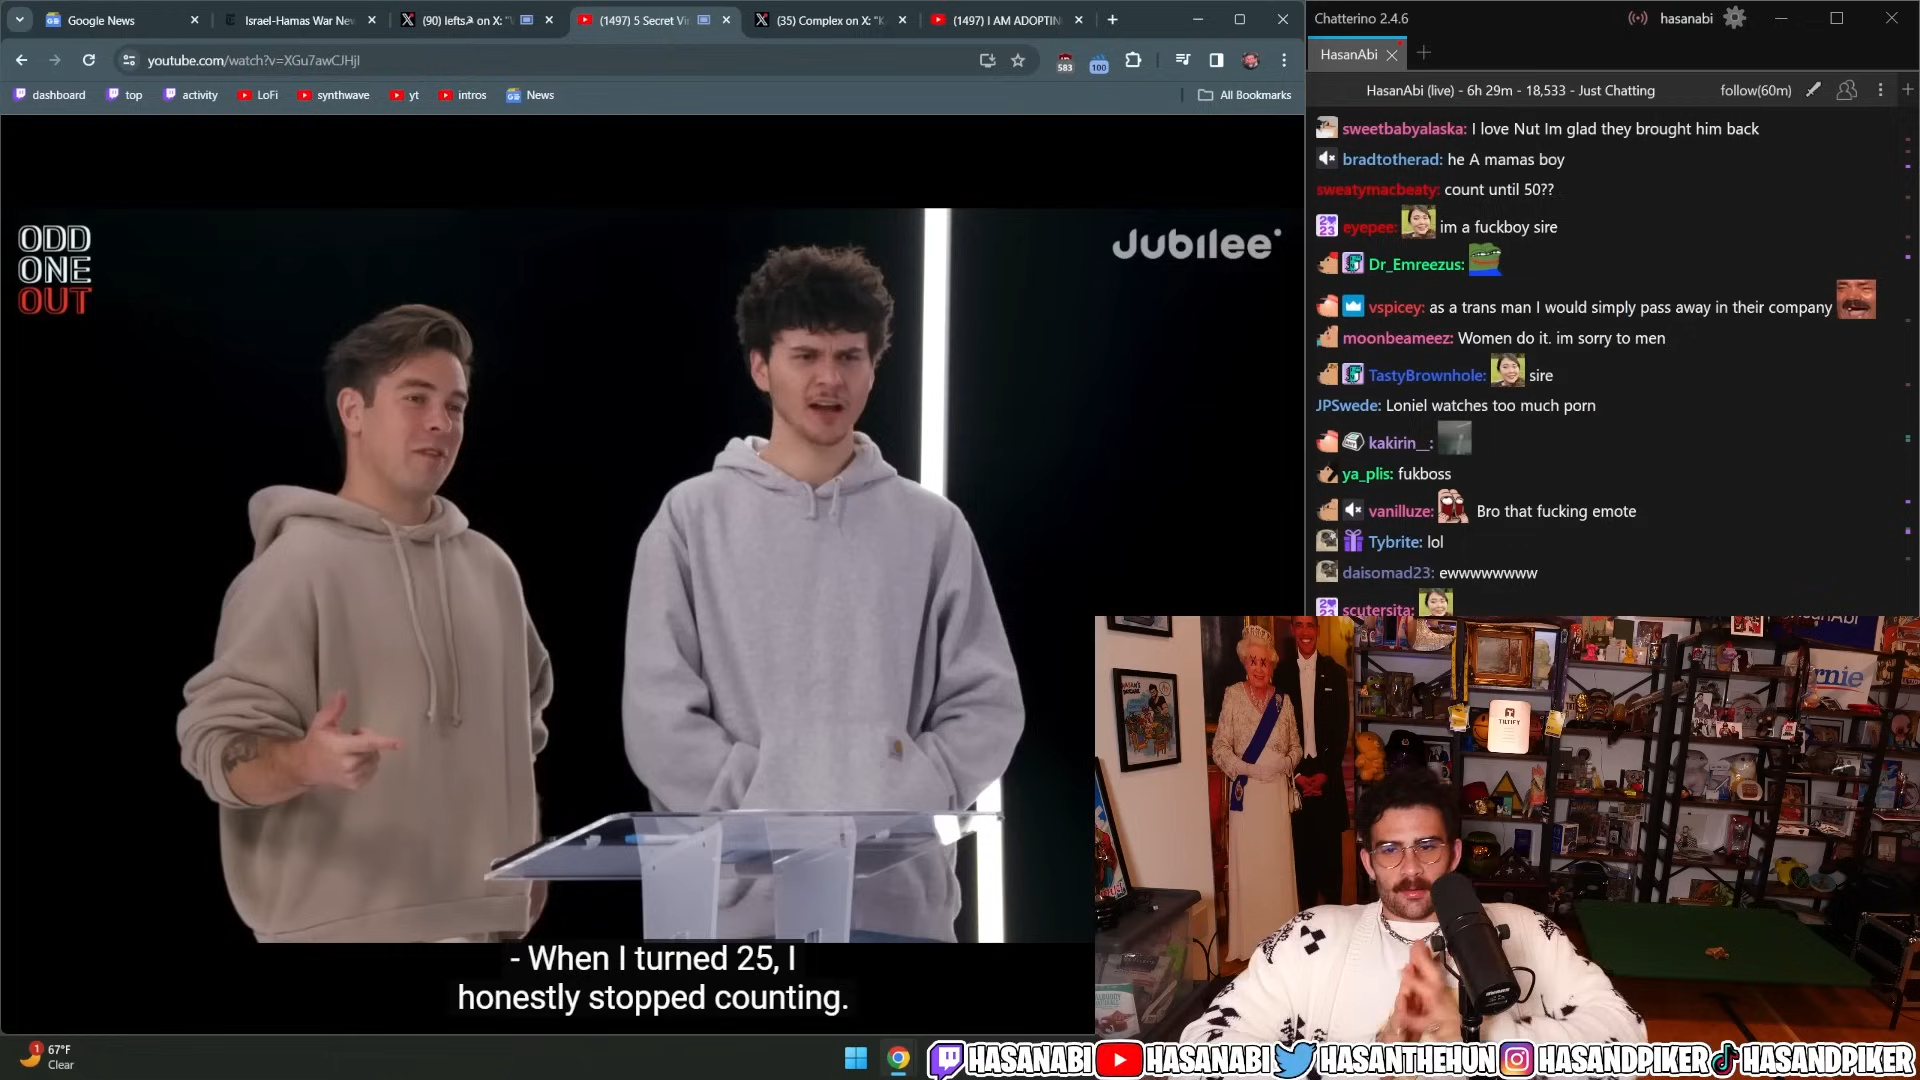 Google News
Israel-Hamas War Nev
(90) lefts on X: "
(1497) 5 Secret Vi
(35) Complex on X: "K
(1497) I AM ADOPTIN
youtube.com/watch?v=XGu7awCJHjI
583
100
dashboard
top
activity
LoFi
synthwave
yt
intros
News
All Bookmarks
ODD
ONE
OUT
Jubilee
- When I turned 25, I
honestly stopped counting.
Chatterino 2.4.6
hasanabi
HasanAbi
HasanAbi (live) - 6h 29m - 18,533 - Just Chatting
follow(60m)
sweetbabyalaska: I love Nut Im glad they brought him back
bradtotherad: he A mamas boy
sweatymacbeaty: count until 50??
eyepee: im a fuckboy sire
Dr_Emreezus:
vspicey: as a trans man I would simply pass away in their company
moonbeameez: Women do it. im sorry to men
TastyBrownhole: sire
JPSwede: Loniel watches too much porn
kakirin__:
ya_plis: fukboss
vanilluze: Bro that fucking emote
Tybrite: lol
daisomad23: ewwwwwwww
scutersita:
TILTIFY
1
67°F
Clear
HASANABI
HASANABI
HASANTHEHUN
HASANDPIKER
HASANDPIKER